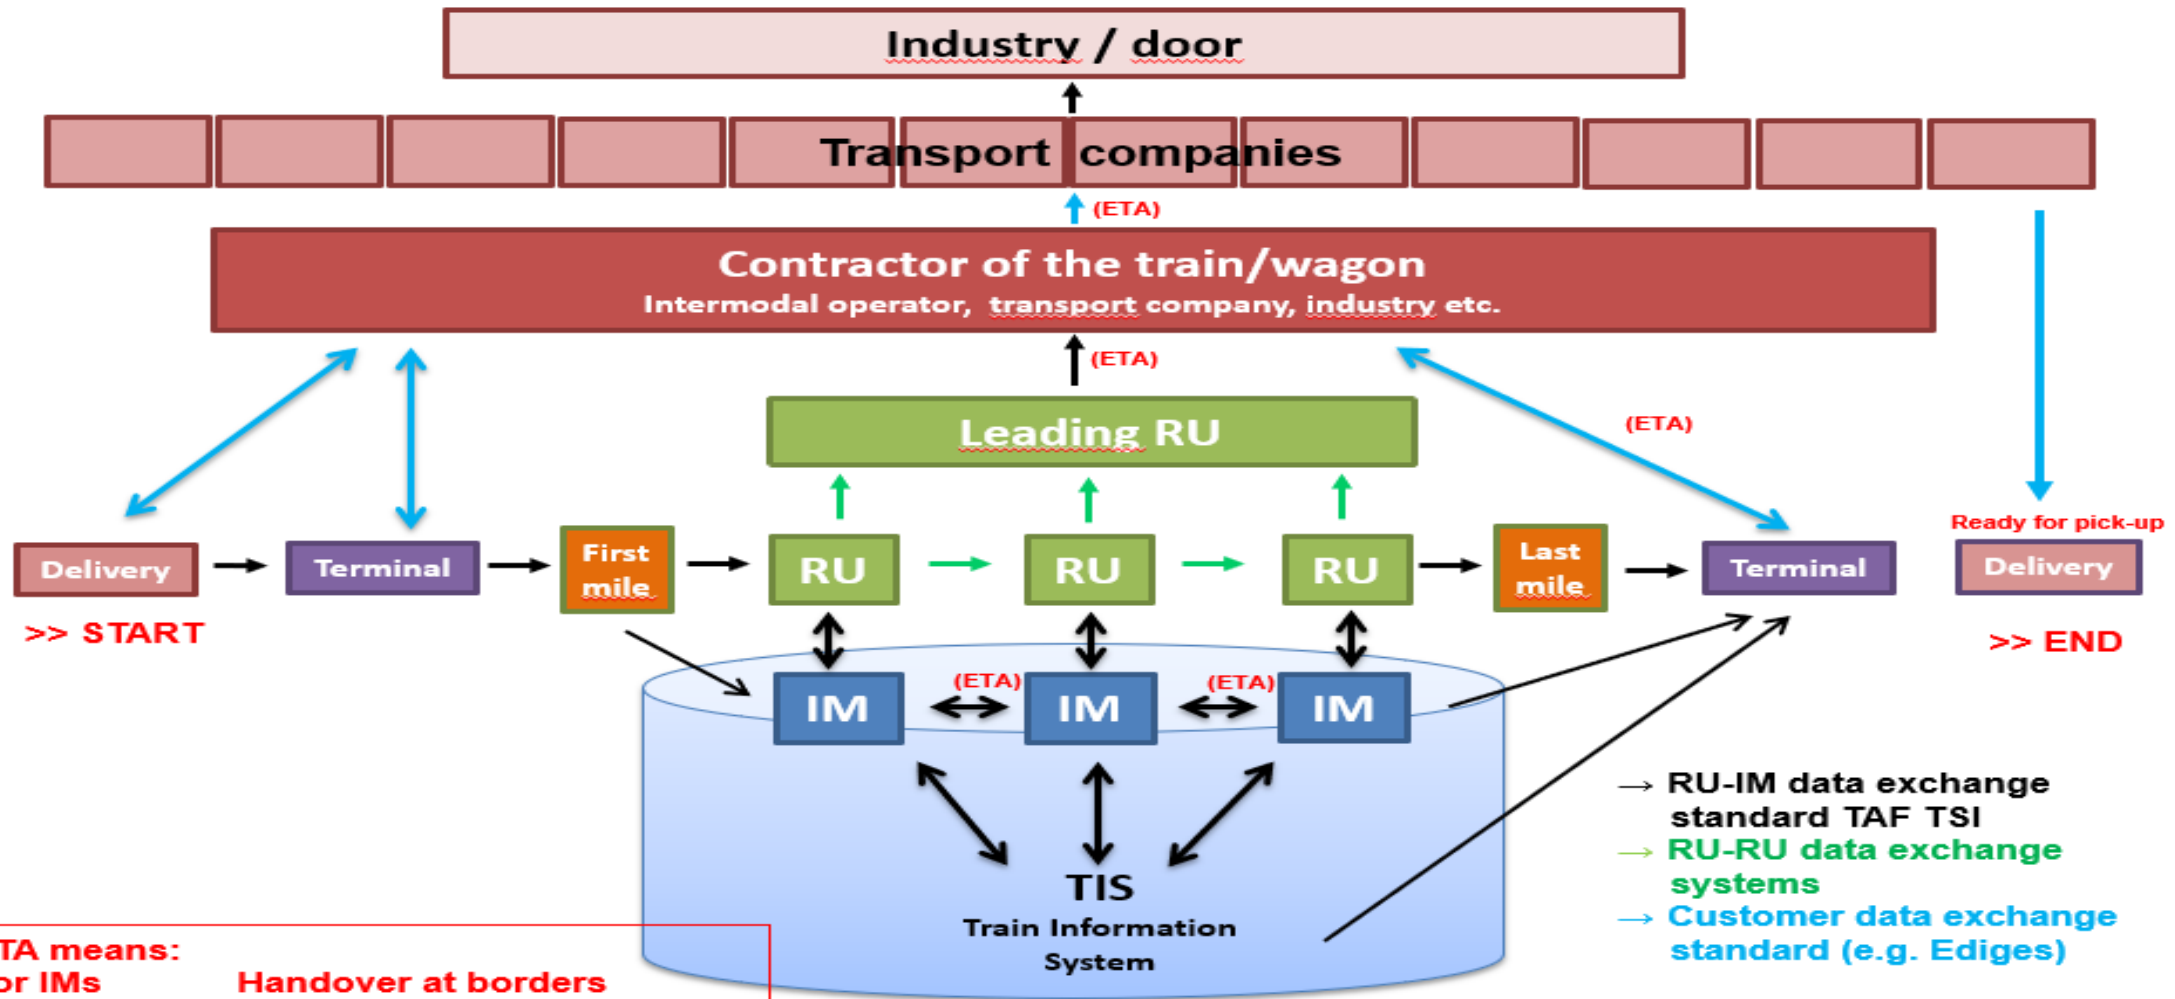 Industry / door
Transport companies
(ETA)
Contractor of the train/wagon
Intermodal operator, transport company, industry etc.
(ETA)
Leading RU
(ETA)
Ready for pick-up
Delivery
Terminal
First
mile
RU
RU
RU
Last
mile
Terminal
Delivery
>> START
>> END
(ETA)
(ETA)
IM
IM
IM
TIS
Train Information
System
→ RU-IM data exchange
standard TAF TSI
→ RU-RU data exchange
systems
→ Customer data exchange
standard (e.g. Ediges)
TA means:
or IMs Handover at borders